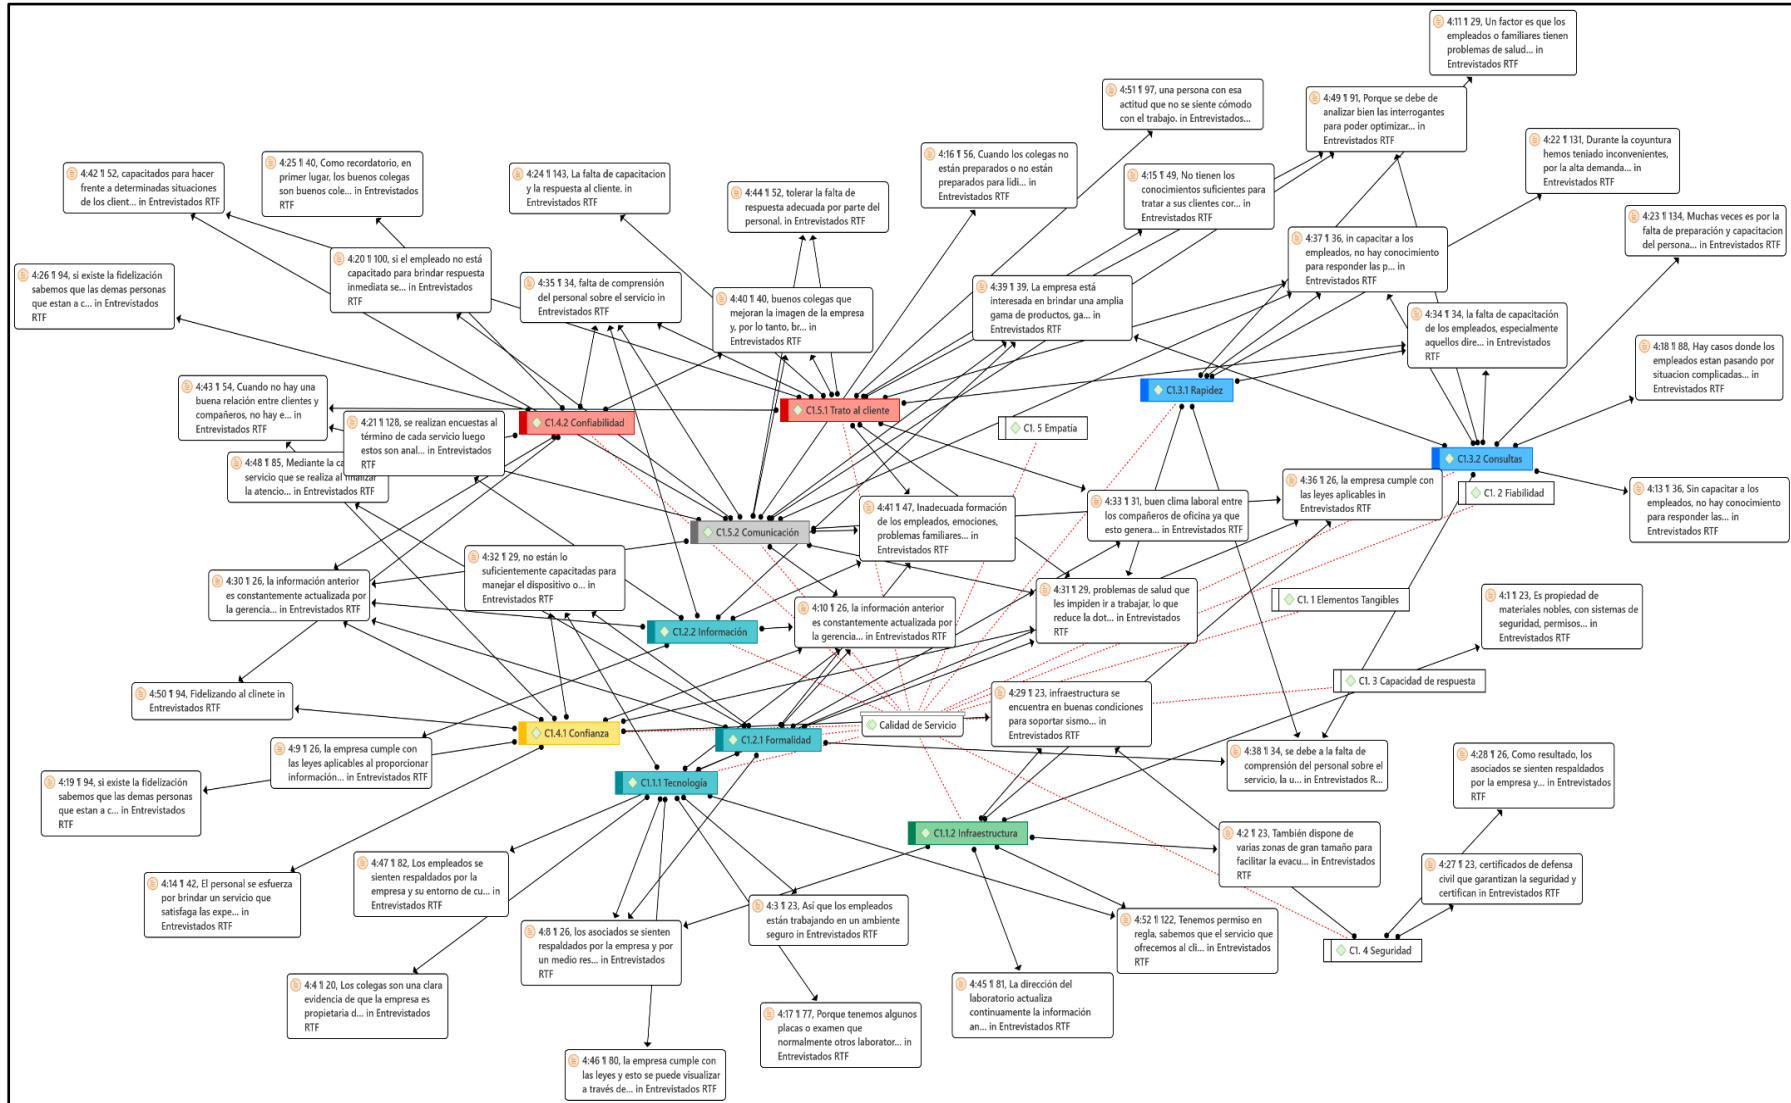 4:11 ¶ 29, Un factor es que los
empleados o familiares tienen
problemas de salud... in
Entrevistados RTF
4:51 ¶ 97, una persona con esa
actitud que no se siente cómodo
con el trabajo. in Entrevistados...
4:49 ¶ 91, Porque se debe de
analizar bien las interrogantes
para poder optimizar... in
Entrevistados RTF
4:22 ¶ 131, Durante la coyuntura
hemos teniado inconvenientes,
por la alta demanda...
in Entrevistados RTF
4:16 ¶ 56, Cuando los colegas no
están preparados o no están
preparados para lidi... in
Entrevistados RTF
4:15 ¶ 49, No tienen los
conocimientos suficientes para
tratar a sus clientes cor...
in Entrevistados RTF
4:42 ¶ 52, capacitados para hacer
frente a determinadas situaciones
de los client... in Entrevistados RTF
4:25 ¶ 40, Como recordatorio, en
primer lugar, los buenos colegas
son buenos cole... in Entrevistados
RTF
4:24 ¶ 143, La falta de capacitacion
y la respuesta al cliente. in
Entrevistados RTF
4:44 ¶ 52, tolerar la falta de
respuesta adecuada por parte del
personal. in Entrevistados RTF
4:23 ¶ 134, Muchas veces es por la
falta de preparación y capacitacion
del persona... in Entrevistados RTF
4:20 ¶ 100, si el empleado no está
capacitado para brindar respuesta
inmediata se... in Entrevistados
RTF
4:37 ¶ 36, in capacitar a los
empleados, no hay conocimiento
para responder las p... in
Entrevistados RTF
4:26 ¶ 94, si existe la fidelización
sabemos que las demas personas
que estan a c... in Entrevistados
RTF
4:35 ¶ 34, falta de comprensión
del personal sobre el servicio in
Entrevistados RTF
4:40 ¶ 40, buenos colegas que
mejoran la imagen de la empresa
y, por lo tanto, br... in
Entrevistados RTF
4:39 ¶ 39, La empresa está
interesada en brindar una amplia
gama de productos, ga... in
Entrevistados RTF
4:34 ¶ 34, la falta de capacitación
de los empleados, especialmente
aquellos dire... in Entrevistados
RTF
4:18 ¶ 88, Hay casos donde los
empleados estan pasando por
situacion complicadas...
in Entrevistados RTF
4:43 ¶ 54, Cuando no hay una
buena relación entre clientes y
compañeros, no hay e... in
Entrevistados RTF
C1.3.1 Rapidez
C1.5.1 Trato al cliente
C1.4.2 Confiabilidad
C1. 5 Empatía
4:21 ¶ 128, se realizan encuestas al
término de cada servicio luego
estos son anal... in Entrevistados
RTF
C1.3.2 Consultas
4:48 ¶ 85, Mediante la
servicio que se realiza al finalizar
la atencio... in Entrevistados RTF
4:36 ¶ 26, la empresa cumple con
las leyes aplicables in
Entrevistados RTF
C1. 2 Fiabilidad
4:13 ¶ 36, Sin capacitar a los
empleados, no hay conocimiento
para responder las... in
Entrevistados RTF
4:41 ¶ 47, Inadecuada formación
de los empleados, emociones,
problemas familiares...
in Entrevistados RTF
4:33 ¶ 31, buen clima laboral entre
los compañeros de oficina ya que
esto genera... in Entrevistados
RTF
C1.5.2 Comunicación
4:32 ¶ 29, no están lo
suficientemente capacitadas para
manejar el dispositivo o...
in Entrevistados RTF
4:30 ¶ 26, la información anterior
es constantemente actualizada por
la gerencia... in Entrevistados
RTF
4:31 ¶ 29, problemas de salud que
les impiden ir a trabajar, lo que
reduce la dot... in Entrevistados
RTF
C1. 1 Elementos Tangibles
4:10 ¶ 26, la información anterior
es constantemente actualizada por
la gerencia... in Entrevistados
RTF
4:1 ¶ 23, Es propiedad de
materiales nobles, con sistemas de
seguridad, permisos...
in Entrevistados RTF
C1.2.2 Información
C1. 3 Capacidad de respuesta
4:50 ¶ 94, Fidelizando al clinete in
Entrevistados RTF
4:29 ¶ 23, infraestructura se
encuentra en buenas condiciones
para soportar sismo... in
Entrevistados RTF
Calidad de Servicio
C1.4.1 Confianza
C1.2.1 Formalidad
4:9 ¶ 26, la empresa cumple con
las leyes aplicables al proporcionar
información... in Entrevistados
RTF
4:38 ¶ 34, se debe a la falta de
comprensión del personal sobre el
servicio, la u... in Entrevistados R...
4:28 ¶ 26, Como resultado, los
asociados se sienten respaldados
por la empresa y... in Entrevistados
RTF
4:19 ¶ 94, si existe la fidelización
sabemos que las demas personas
que estan a c... in Entrevistados
RTF
C1.1.1 Tecnología
C1.1.2 Infraestructura
4:2 ¶ 23, También dispone de
varias zonas de gran tamaño para
facilitar la evacu... in Entrevistados
RTF
4:47 ¶ 82, Los empleados se
sienten respaldados por la
empresa y su entorno de cu... in
Entrevistados RTF
4:27 ¶ 23, certificados de defensa
civil que garantizan la seguridad y
certifican in Entrevistados RTF
4:14 ¶ 42, El personal se esfuerza
por brindar un servicio que
satisfaga las expe... in
Entrevistados RTF
4:3 ¶ 23, Así que los empleados
están trabajando en un ambiente
seguro in Entrevistados RTF
4:8 ¶ 26, los asociados se sienten
respaldados por la empresa y por
un medio res... in Entrevistados
RTF
4:52 ¶ 122, Tenemos permiso en
regla, sabemos que el servicio que
ofrecemos al cli... in Entrevistados
RTF
C1. 4 Seguridad
4:4 ¶ 20, Los colegas son una clara
evidencia de que la empresa es
propietaria d... in Entrevistados
RTF
4:45 ¶ 81, La dirección del
laboratorio actualiza
continuamente la información
an... in Entrevistados RTF
4:17 ¶ 77, Porque tenemos algunos
placas o examen que
normalmente otros laborator... in
Entrevistados RTF
4:46 ¶ 80, la empresa cumple con
las leyes y esto se puede visualizar
a través de... in Entrevistados RTF